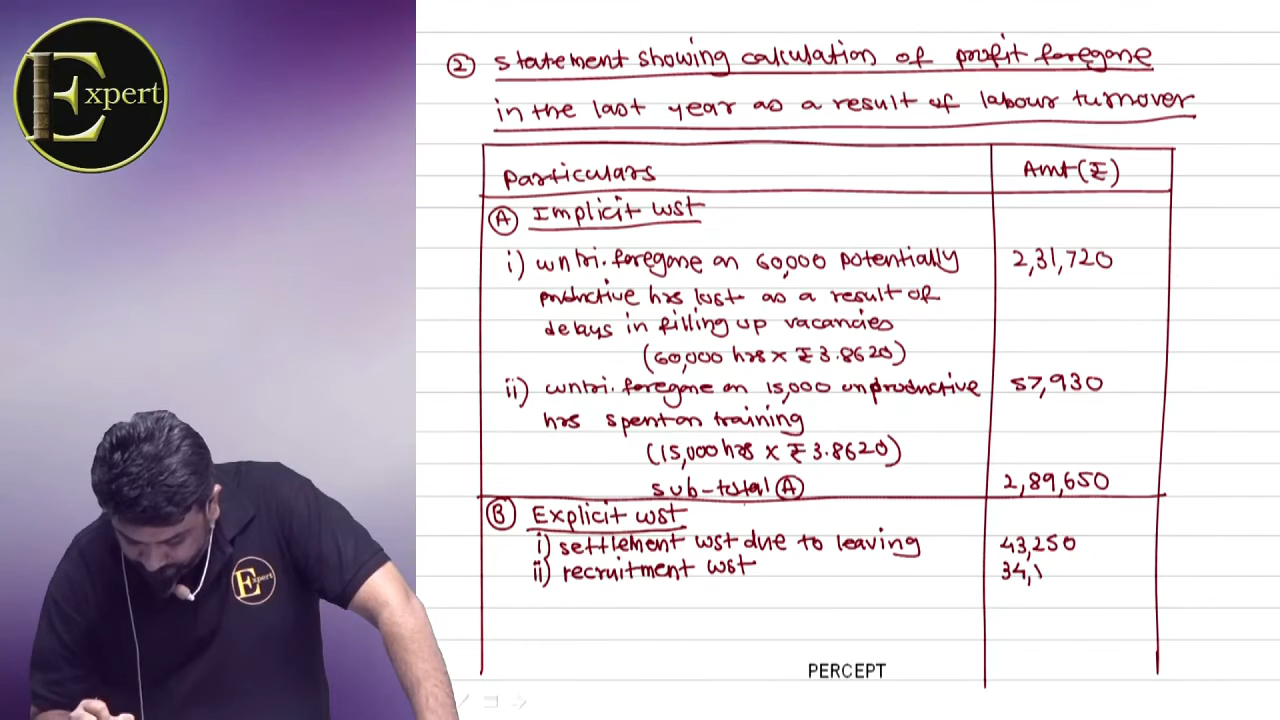 Expert
② statement showing calculation of profit foregone
in the last year as a result of labour turnover
Particulars Amt(₹)
Ⓐ Implicit cost
i) contri. foregone on 60,000 potentially 2,31,720
productive hrs lost as a result of
delays in filling up vacancies
(60,000 hrs × ₹3.8620)
ii) contri. foregone on 15,000 unproductive 57,930
hrs spent on training
(15,000 hrs × ₹3.8620)
sub-total Ⓐ 2,89,650
Ⓑ Explicit cost
i) settlement cost due to leaving 43,250
ii) recruitment cost 34,1
Expert
PERCEPT